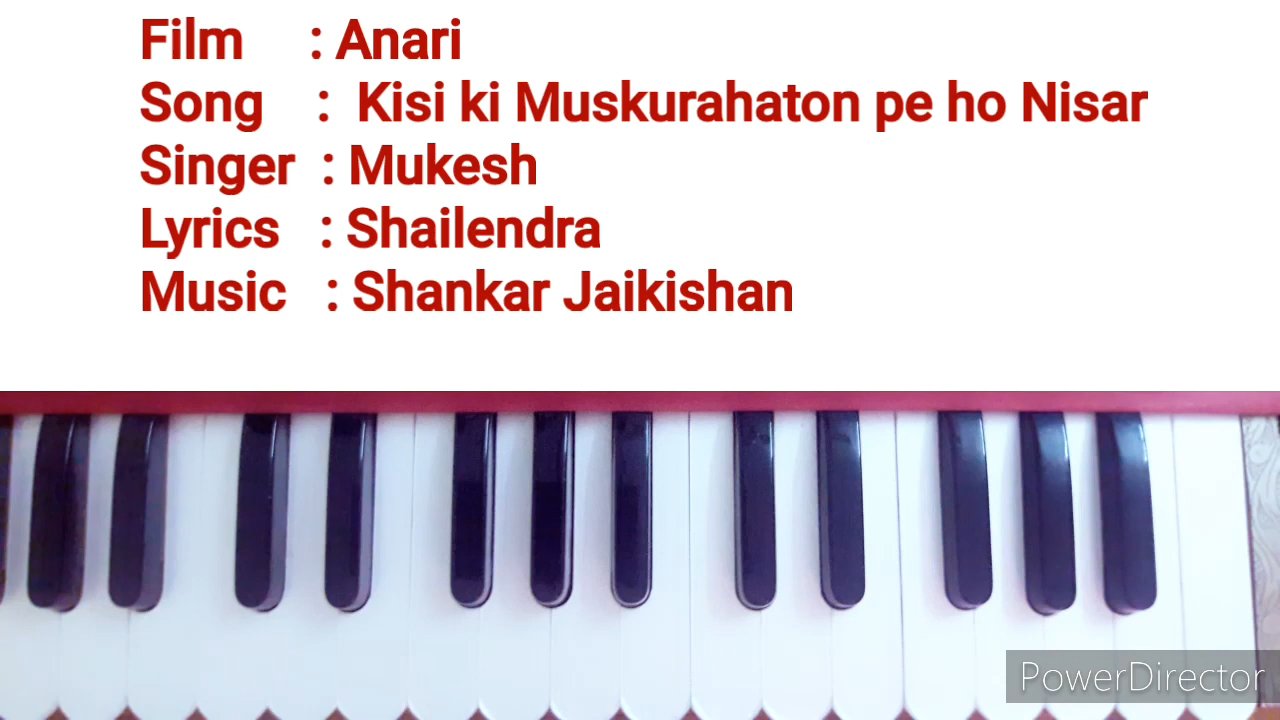 Film : Anari
Song : Kisi ki Muskurahaton pe ho Nisar
Singer : Mukesh
Lyrics : Shailendra
Music : Shankar Jaikishan
PowerDirector